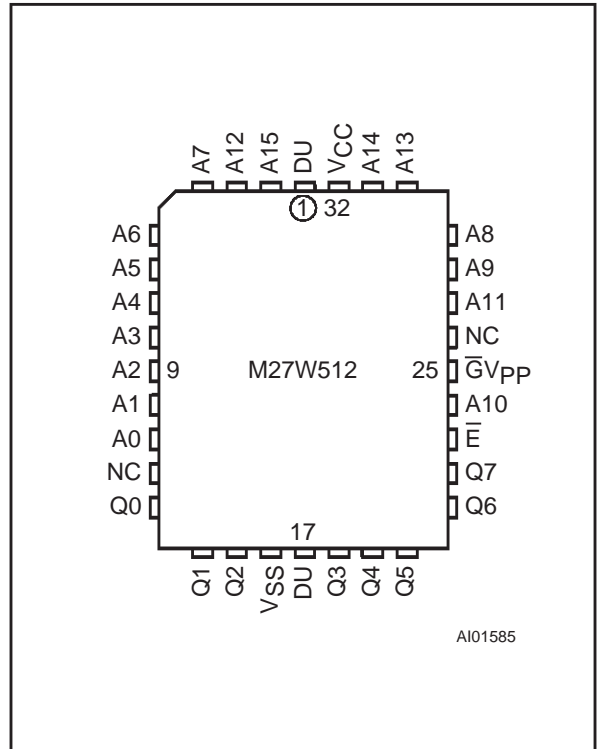 A7 A12 A15 DU VCC A14 A13
1 32
A6 A8
A5 A9
A4 A11
A3 NC
A2 9 M27W512 25 G̅VPP
A1 A10
A0 E̅
NC Q7
Q0 Q6
17
Q1 Q2 VSS DU Q3 Q4 Q5
AI01585